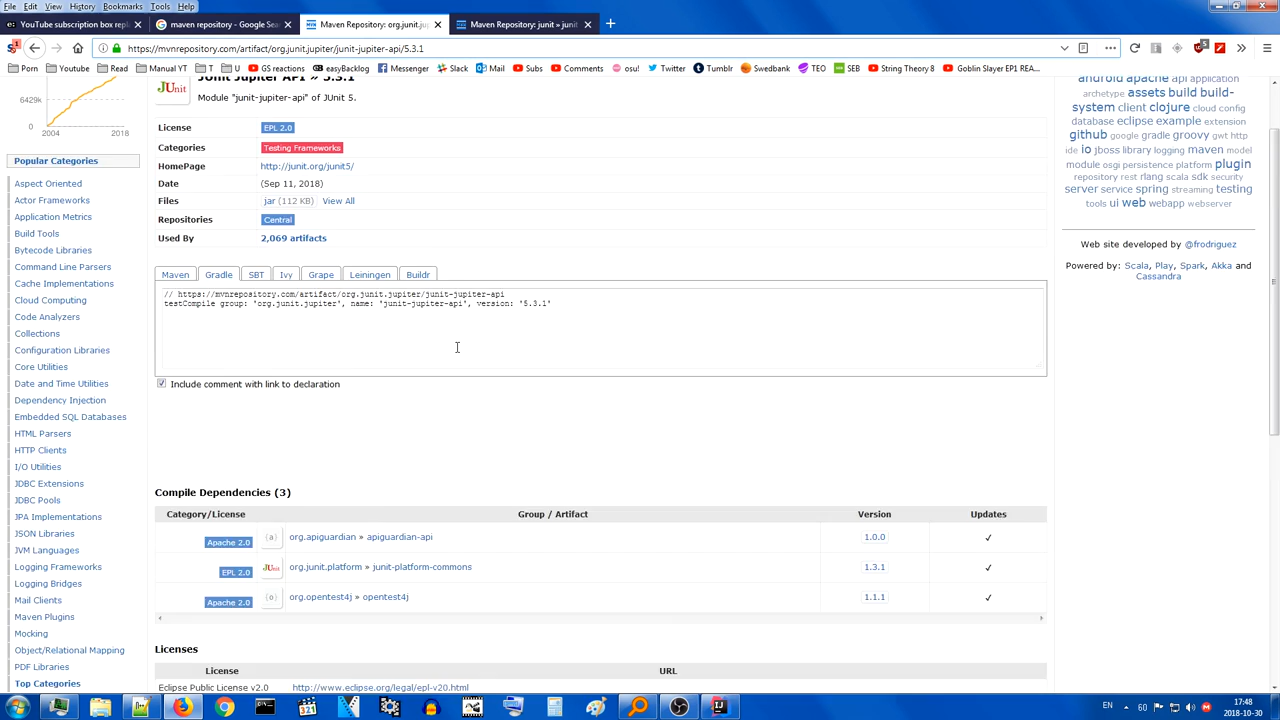 File Edit View History Bookmarks Tools Help
YouTube subscription box repl
maven repository - Google Sea
Maven Repository: org.junit.jup
Maven Repository: junit » junit
https://mvnrepository.com/artifact/org.junit.jupiter/junit-jupiter-api/5.3.1
Porn Youtube Read Manual YT T U GS reactions easyBacklog Messenger Slack Mail Subs Comments osu! Twitter Tumblr Swedbank TEO SEB String Theory 8 Goblin Slayer EP1 REA...
6429k
0
2004 2018
Popular Categories
Aspect Oriented
Actor Frameworks
Application Metrics
Build Tools
Bytecode Libraries
Command Line Parsers
Cache Implementations
Cloud Computing
Code Analyzers
Collections
Configuration Libraries
Core Utilities
Date and Time Utilities
Dependency Injection
Embedded SQL Databases
HTML Parsers
HTTP Clients
I/O Utilities
JDBC Extensions
JDBC Pools
JPA Implementations
JSON Libraries
JVM Languages
Logging Frameworks
Logging Bridges
Mail Clients
Maven Plugins
Mocking
Object/Relational Mapping
PDF Libraries
Top Categories
JUnit Jupiter API » 5.3.1
JUnit
Module "junit-jupiter-api" of JUnit 5.
License EPL 2.0
Categories Testing Frameworks
HomePage http://junit.org/junit5/
Date (Sep 11, 2018)
Files jar (112 KB) View All
Repositories Central
Used By 2,069 artifacts
Maven Gradle SBT Ivy Grape Leiningen Buildr
// https://mvnrepository.com/artifact/org.junit.jupiter/junit-jupiter-api
testCompile group: 'org.junit.jupiter', name: 'junit-jupiter-api', version: '5.3.1'
Include comment with link to declaration
Compile Dependencies (3)
Category/License Group / Artifact Version Updates
Apache 2.0 {a} org.apiguardian » apiguardian-api 1.0.0 ✓
EPL 2.0 JUnit org.junit.platform » junit-platform-commons 1.3.1 ✓
Apache 2.0 {o} org.opentest4j » opentest4j 1.1.1 ✓
Licenses
License URL
Eclipse Public License v2.0 http://www.eclipse.org/legal/epl-v20.html
android apache api application
archetype assets build build-
system client clojure cloud config
database eclipse example extension
github google gradle groovy gwt http
ide io jboss library logging maven model
module osgi persistence platform plugin
repository rest rlang scala sdk security
server service spring streaming testing
tools ui web webapp webserver
Web site developed by @frodriguez
Powered by: Scala, Play, Spark, Akka and
Cassandra
EN 60 17:48
2018-10-30